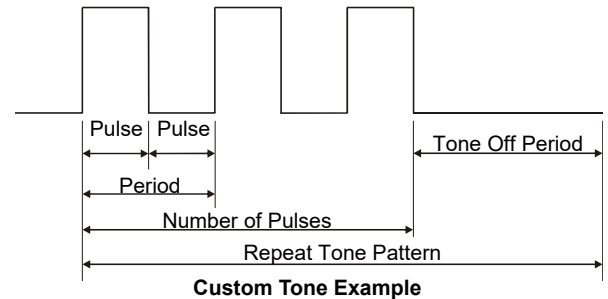 Pulse Pulse
Tone Off Period
Period
Number of Pulses
Repeat Tone Pattern
Custom Tone Example